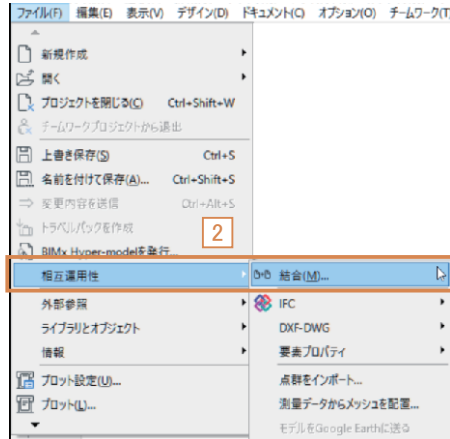 ファイル(F) 編集(E) 表示(V) デザイン(D) ドキュメント(C) オプション(O) チームワーク(T)
新規作成
開く
プロジェクトを閉じる(C) Ctrl+Shift+W
チームワークプロジェクトから退出
上書き保存(S) Ctrl+S
名前を付けて保存(A)... Ctrl+Shift+S
変更内容を送信 Ctrl+Alt+S
トラベルパックを作成
2
BIMx Hyper-modelを発行...
相互運用性 結合(M)...
外部参照 IFC
ライブラリとオブジェクト DXF-DWG
情報 要素プロパティ
プロット設定(U)... 点群をインポート...
プロット(L)... 測量データからメッシュを配置...
モデルをGoogle Earthに送る